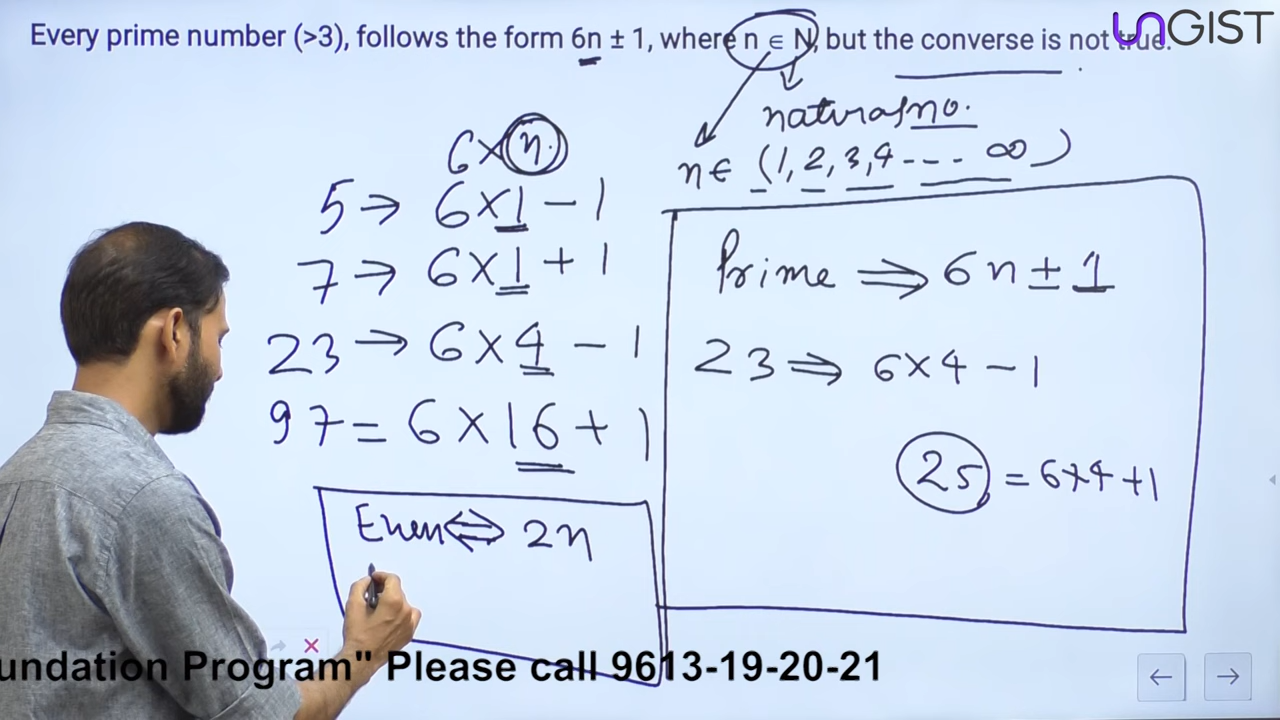 Every prime number (>3), follows the form 6n ± 1, where n ∈ N, but the converse is not true.
UNGIST
natural no.
n ∈ (1, 2, 3, 4 ---- ∞)
6 × n.
5 → 6 × 1 − 1
7 → 6 × 1 + 1
23 → 6 × 4 − 1
97 = 6 × 16 + 1
Even ⇔ 2n
Prime ⇒ 6n ± 1
23 ⇒ 6 × 4 − 1
25 = 6 × 4 + 1
undation Program" Please call 9613-19-20-21